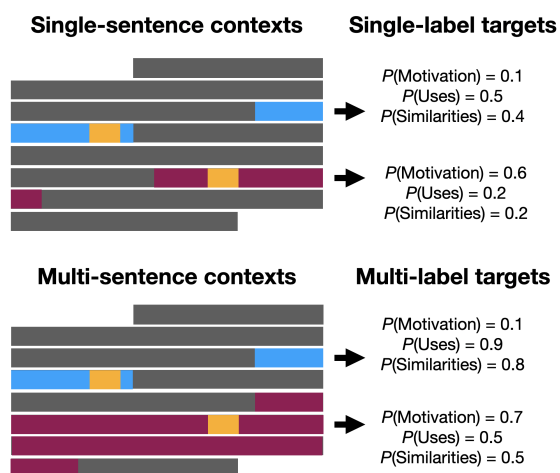 Single-sentence contexts
Single-label targets
P(Motivation) = 0.1
P(Uses) = 0.5
P(Similarities) = 0.4
P(Motivation) = 0.6
P(Uses) = 0.2
P(Similarities) = 0.2
Multi-sentence contexts
Multi-label targets
P(Motivation) = 0.1
P(Uses) = 0.9
P(Similarities) = 0.8
P(Motivation) = 0.7
P(Uses) = 0.5
P(Similarities) = 0.5